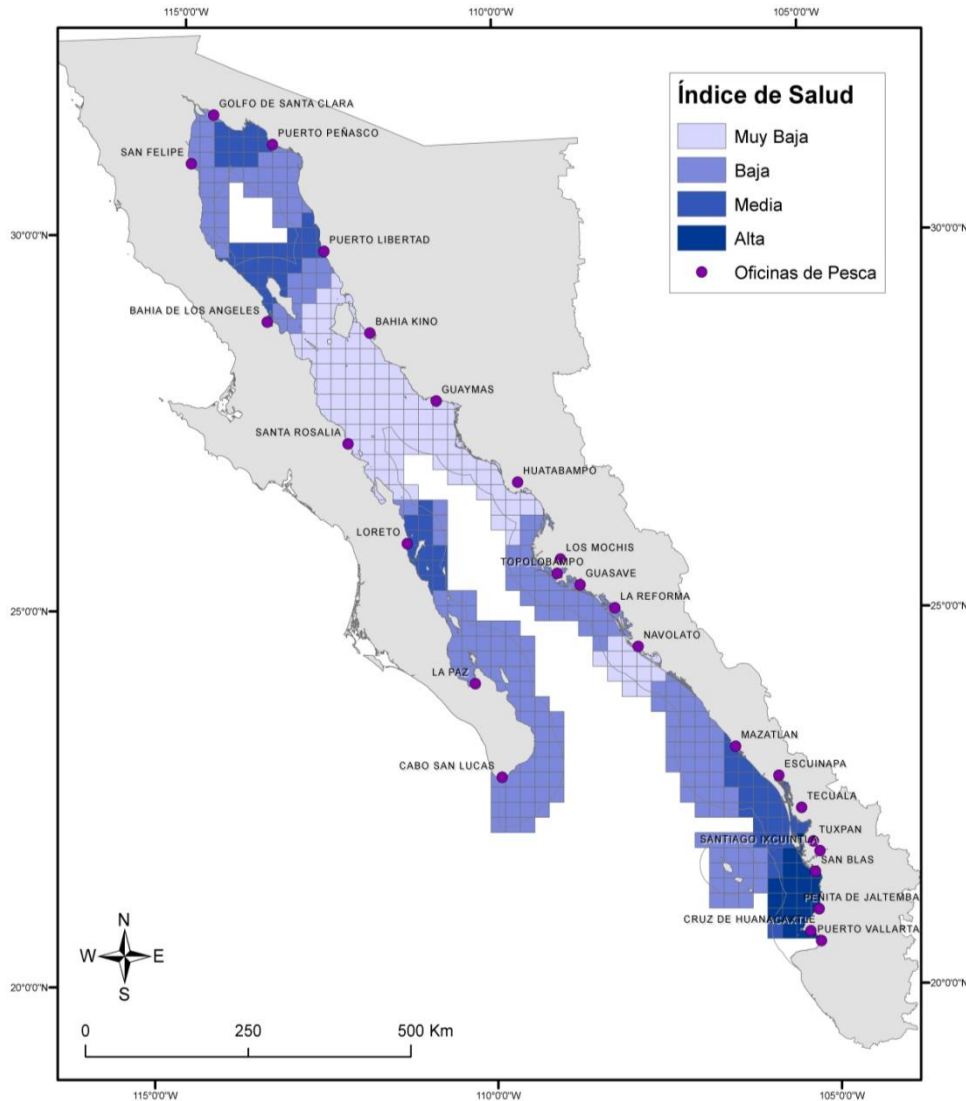 115°0'0"W
110°0'0"W
105°0'0"W
Índice de Salud
Muy Baja
Baja
Media
Alta
Oficinas de Pesca
GOLFO DE SANTA CLARA
PUERTO PEÑASCO
SAN FELIPE
30°0'0"N
30°0'0"N
PUERTO LIBERTAD
BAHIA DE LOS ANGELES
BAHIA KINO
GUAYMAS
SANTA ROSALIA
HUATABAMPO
LORETO
LOS MOCHIS
TOPOLOBAMPO
GUASAVE
LA REFORMA
25°0'0"N
25°0'0"N
NAVOLATO
LA PAZ
MAZATLAN
CABO SAN LUCAS
ESCUINAPA
TECUALA
TUXPAN
SANTIAGO IXCUINTLA
SAN BLAS
PEÑITA DE JALTEMBA
CRUZ DE HUANACAXTLE
PUERTO VALLARTA
N
W
E
S
20°0'0"N
20°0'0"N
0
250
500 Km
115°0'0"W
110°0'0"W
105°0'0"W